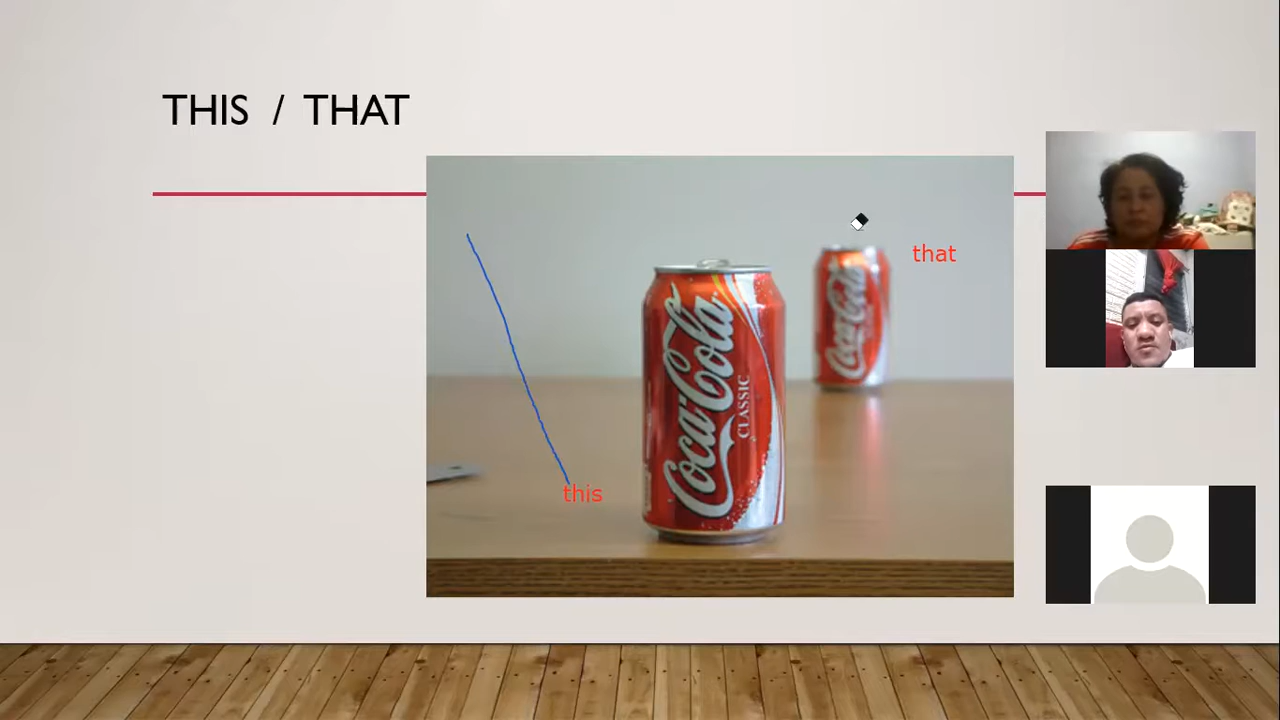 THIS / THAT
that
Coca-Cola
Coca-Cola
CLASSIC
this